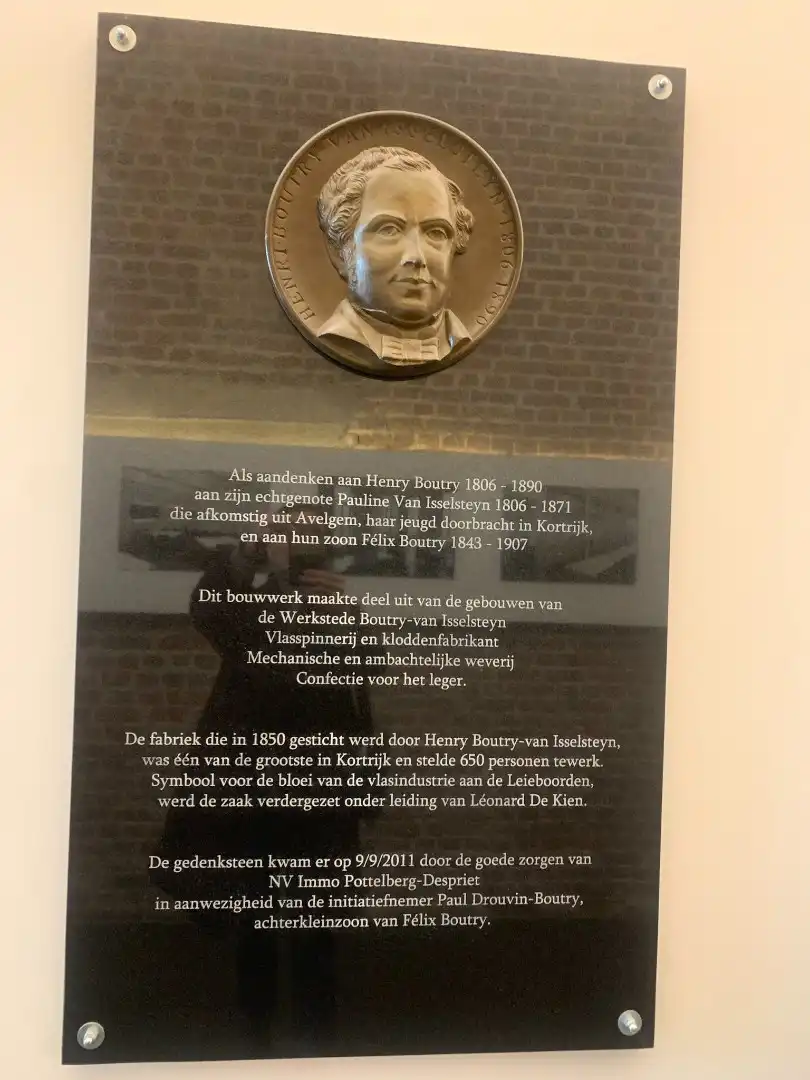 HENRI BOUTRY VAN ISSELSTEYN 1806-1890
Als aandenken aan Henry Boutry 1806 - 1890
aan zijn echtgenote Pauline Van Isselsteyn 1806 - 1871
die afkomstig uit Avelgem, haar jeugd doorbracht in Kortrijk,
en aan hun zoon Félix Boutry 1843 - 1907
Dit bouwwerk maakte deel uit van de gebouwen van
de Werkstede Boutry-van Isselsteyn
Vlasspinnerij en kloddenfabrikant
Mechanische en ambachtelijke weverij
Confectie voor het leger.
De fabriek die in 1850 gesticht werd door Henry Boutry-van Isselsteyn,
was één van de grootste in Kortrijk en stelde 650 personen tewerk.
Symbool voor de bloei van de vlasindustrie aan de Leieboorden,
werd de zaak verdergezet onder leiding van Léonard De Kien.
De gedenksteen kwam er op 9/9/2011 door de goede zorgen van
NV Immo Pottelberg-Despriet
in aanwezigheid van de initiatiefnemer Paul Drouvin-Boutry,
achterkleinzoon van Félix Boutry.